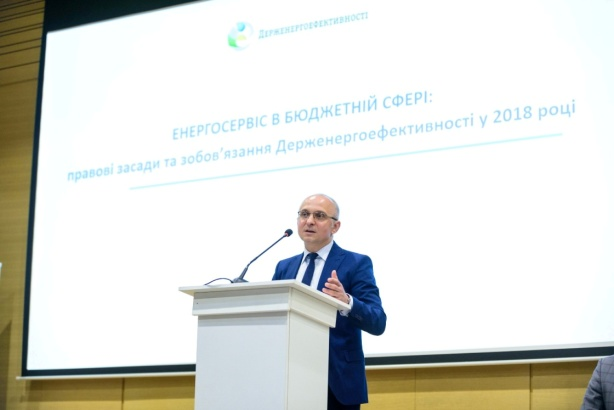 ДЕРЖЕНЕРГОЕФЕКТИВНОСТІ
ЕНЕРГОСЕРВІС В БЮДЖЕТНІЙ СФЕРІ:
правові засади та зобов'язання Держенергоефективності у 2018 році